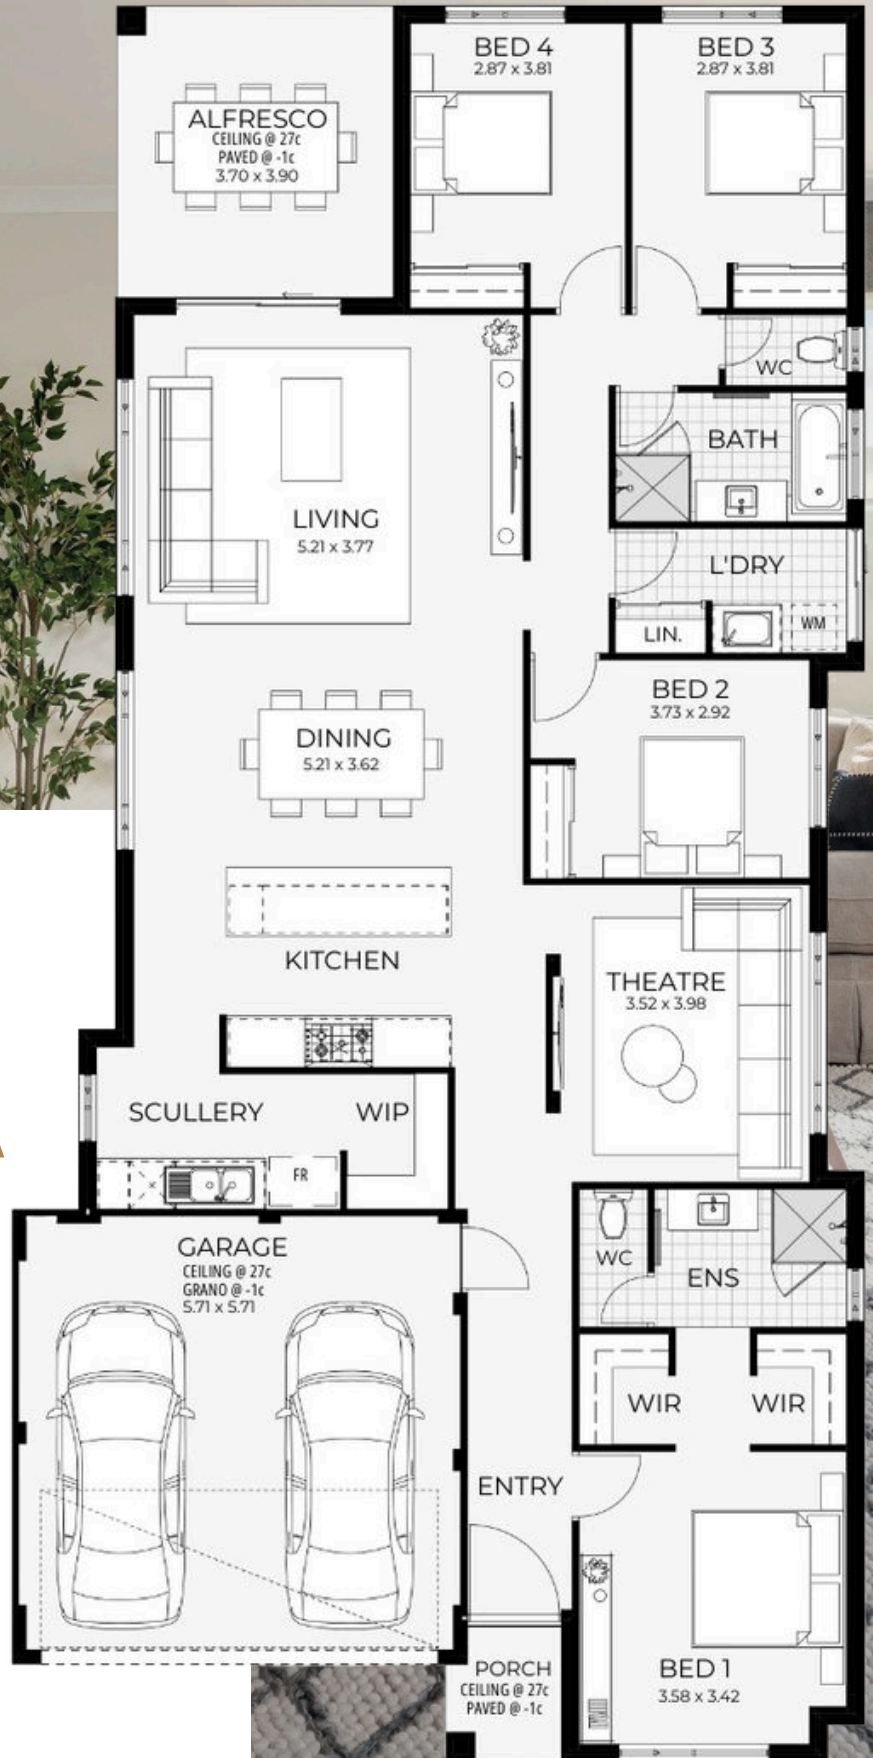 BED 4
2.87 x 3.81
BED 3
2.87 x 3.81
ALFRESCO
CEILING @ 27c
PAVED @ -1c
3.70 x 3.90
WC
BATH
LIVING
5.21 x 3.77
L'DRY
LIN.
WM
BED 2
3.73 x 2.92
DINING
5.21 x 3.62
KITCHEN
THEATRE
3.52 x 3.98
SCULLERY
WIP
FR
GARAGE
CEILING @ 27c
GRANO @ -1c
5.71 x 5.71
WC
ENS
WIR
WIR
ENTRY
PORCH
CEILING @ 27c
PAVED @ -1c
BED 1
3.58 x 3.42